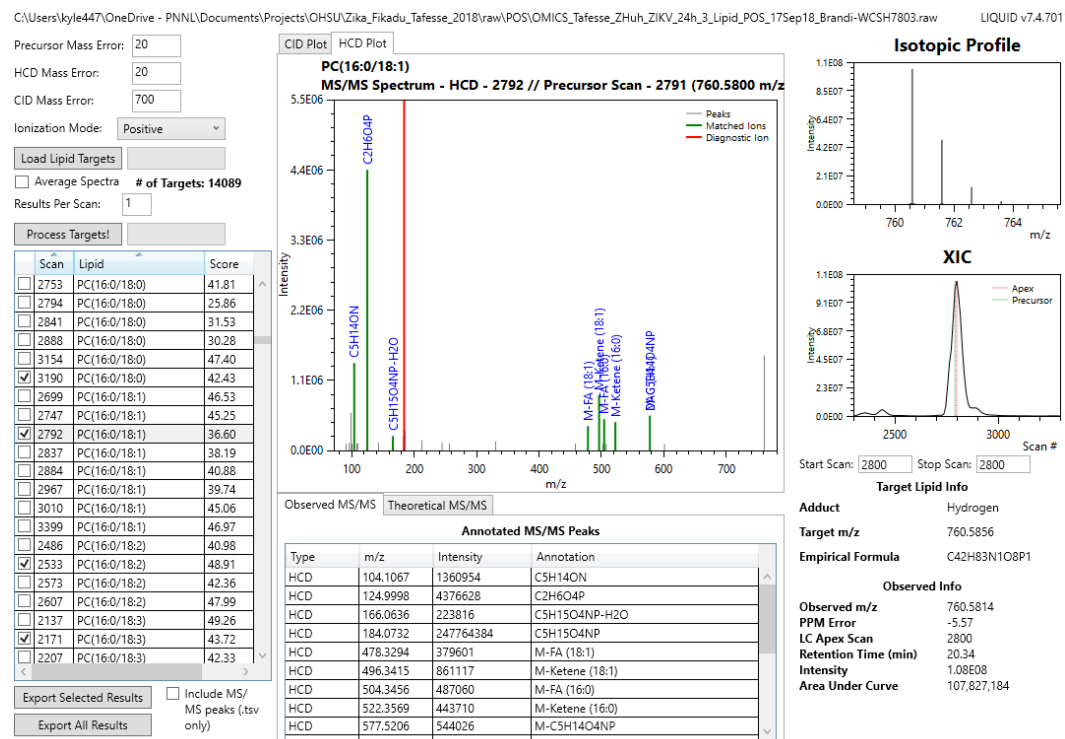 C:\Users\kyle447\OneDrive - PNNL\Documents\Projects\OHSU\Zika_Fikadu_Tafesse_2018\raw\POS\OMICS_Tafesse_ZHuh_ZIKV_24h_3_Lipid_POS_17Sep18_Brandi-WCSH7803.raw LIQUID v7.4.701
Precursor Mass Error: 20
HCD Mass Error: 20
CID Mass Error: 700
Ionization Mode: Positive
Load Lipid Targets
Average Spectra # of Targets: 14089
Results Per Scan: 1
Process Targets!
Scan Lipid Score
2753 PC(16:0/18:0) 41.81
2794 PC(16:0/18:0) 25.86
2841 PC(16:0/18:0) 31.53
2888 PC(16:0/18:0) 30.28
3154 PC(16:0/18:0) 47.40
3190 PC(16:0/18:0) 42.43
2699 PC(16:0/18:1) 46.53
2747 PC(16:0/18:1) 45.25
2792 PC(16:0/18:1) 36.60
2837 PC(16:0/18:1) 38.19
2884 PC(16:0/18:1) 40.88
2967 PC(16:0/18:1) 39.74
3010 PC(16:0/18:1) 45.06
3399 PC(16:0/18:1) 46.97
2486 PC(16:0/18:2) 40.98
2533 PC(16:0/18:2) 48.91
2573 PC(16:0/18:2) 42.36
2607 PC(16:0/18:2) 47.99
2137 PC(16:0/18:3) 49.26
2171 PC(16:0/18:3) 43.72
2207 PC(16:0/18:3) 42.33
Export Selected Results
Include MS/
MS peaks (.tsv
only)
Export All Results
CID Plot HCD Plot
PC(16:0/18:1)
MS/MS Spectrum - HCD - 2792 // Precursor Scan - 2791 (760.5800 m/z
5.5E06
4.4E06
3.3E06
2.2E06
1.1E06
0.0E00
Intensity
Peaks
Matched Ions
Diagnostic Ion
C5H14ON
C2H6O4P
C5H15O4NP-H2O
M-FA (18:1)
M-Ketene (18:1)
M-FA (16:0)
M-Ketene (16:0)
100 200 300 400 500 600 700
m/z
Observed MS/MS Theoretical MS/MS
Annotated MS/MS Peaks
Type m/z Intensity Annotation
HCD 104.1067 1360954 C5H14ON
HCD 124.9998 4376628 C2H6O4P
HCD 166.0636 223816 C5H15O4NP-H2O
HCD 184.0732 247764384 C5H15O4NP
HCD 478.3294 379601 M-FA (18:1)
HCD 496.3415 861117 M-Ketene (18:1)
HCD 504.3456 487060 M-FA (16:0)
HCD 522.3569 443710 M-Ketene (16:0)
HCD 577.5206 544026 M-C5H14O4NP
Isotopic Profile
1.1E08
8.5E07
6.4E07
4.2E07
2.1E07
0.0E00
Intensity
760 762 764
m/z
XIC
1.1E08
9.1E07
6.8E07
4.5E07
2.3E07
0.0E00
Intensity
Apex
Precursor
2500 3000
Scan #
Start Scan: 2800 Stop Scan: 2800
Target Lipid Info
Adduct Hydrogen
Target m/z 760.5856
Empirical Formula C42H83N1O8P1
Observed Info
Observed m/z 760.5814
PPM Error -5.57
LC Apex Scan 2800
Retention Time (min) 20.34
Intensity 1.08E08
Area Under Curve 107,827,184